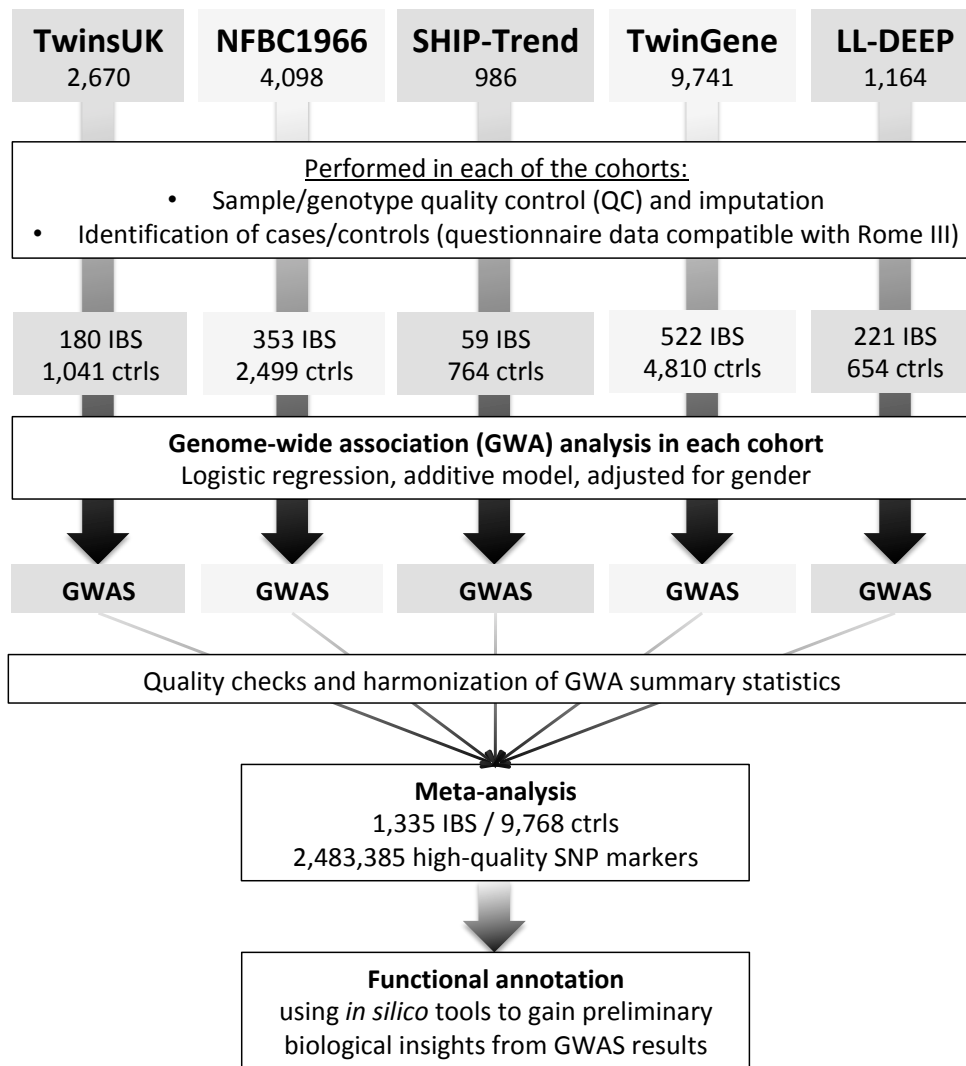 TwinsUK
2,670
NFBC1966
4,098
SHIP-Trend
986
TwinGene
9,741
LL-DEEP
1,164
Performed in each of the cohorts:
• Sample/genotype quality control (QC) and imputation
• Identification of cases/controls (questionnaire data compatible with Rome III)
180 IBS
1,041 ctrls
353 IBS
2,499 ctrls
59 IBS
764 ctrls
522 IBS
4,810 ctrls
221 IBS
654 ctrls
Genome-wide association (GWA) analysis in each cohort
Logistic regression, additive model, adjusted for gender
GWAS
GWAS
GWAS
GWAS
GWAS
Quality checks and harmonization of GWA summary statistics
Meta-analysis
1,335 IBS / 9,768 ctrls
2,483,385 high-quality SNP markers
Functional annotation
using in silico tools to gain preliminary
biological insights from GWAS results